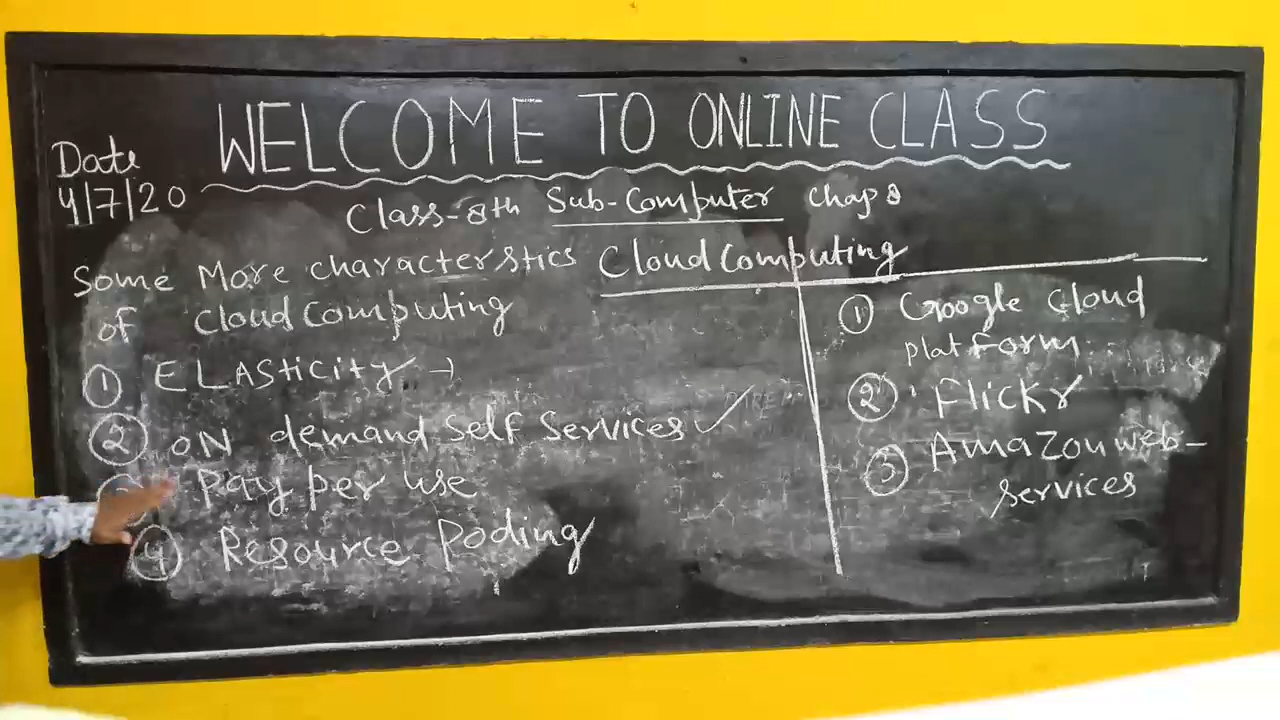 WELCOME TO ONLINE CLASS
Date
4/7/20
Class-8th Sub-Computer Chap 8
Cloud Computing
Some More characterstics
of Cloud Computing
① ELASticity →
② ON demand Self Services ✓
Pay per use
④ Resource Pooling
① Google Cloud
platform.
② Flickr
③ Amazon web-
services